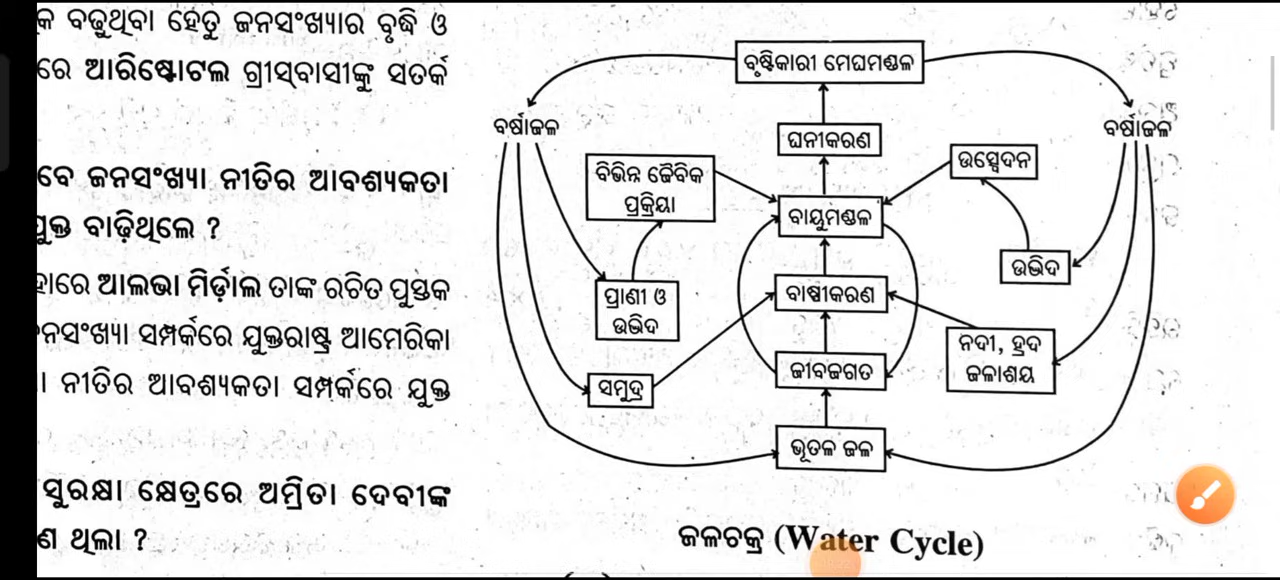 ବଢୁଥିବା ହେତୁ ଜନସଂଖ୍ୟାର ବୃଦ୍ଧି ଓ
ରେ ଆରିଷ୍ଟୋଟଲ ଗ୍ରୀସ୍‌ବାସୀଙ୍କୁ ସତର୍କ
ବେ ଜନସଂଖ୍ୟା ନୀତିର ଆବଶ୍ୟକତା
ଯୁକ୍ତ ବାଢ଼ିଥିଲେ ?
ହାରେ ଆଲଭା ମିର୍ଡ଼ାଲ ତାଙ୍କ ରଚିତ ପୁସ୍ତକ
ନସଂଖ୍ୟା ସମ୍ପର୍କରେ ଯୁକ୍ତରାଷ୍ଟ୍ର ଆମେରିକା
ନୀତିର ଆବଶ୍ୟକତା ସମ୍ପର୍କରେ ଯୁକ୍ତ
ସୁରକ୍ଷା କ୍ଷେତ୍ରରେ ଅମ୍ରିତା ଦେବୀଙ୍କ
ଣ ଥିଲା ?
ବୃଷ୍ଟିକାରୀ ମେଘମଣ୍ଡଳ
ବର୍ଷାଜଳ
ବର୍ଷାଜଳ
ଘନୀକରଣ
ବିଭିନ୍ନ ଜୈବିକ
ପ୍ରକ୍ରିୟା
ଉତ୍ସ୍ବେଦନ
ବାୟୁମଣ୍ଡଳ
ଉଦ୍ଭିଦ
ପ୍ରାଣୀ ଓ
ଉଦ୍ଭିଦ
ବାଷ୍ପୀକରଣ
ନଦୀ, ହ୍ରଦ
ଜଳାଶୟ
ସମୁଦ୍ର
ଜୀବଜଗତ
ଭୂତଳ ଜଳ
ଜଳଚକ୍ର (Water Cycle)